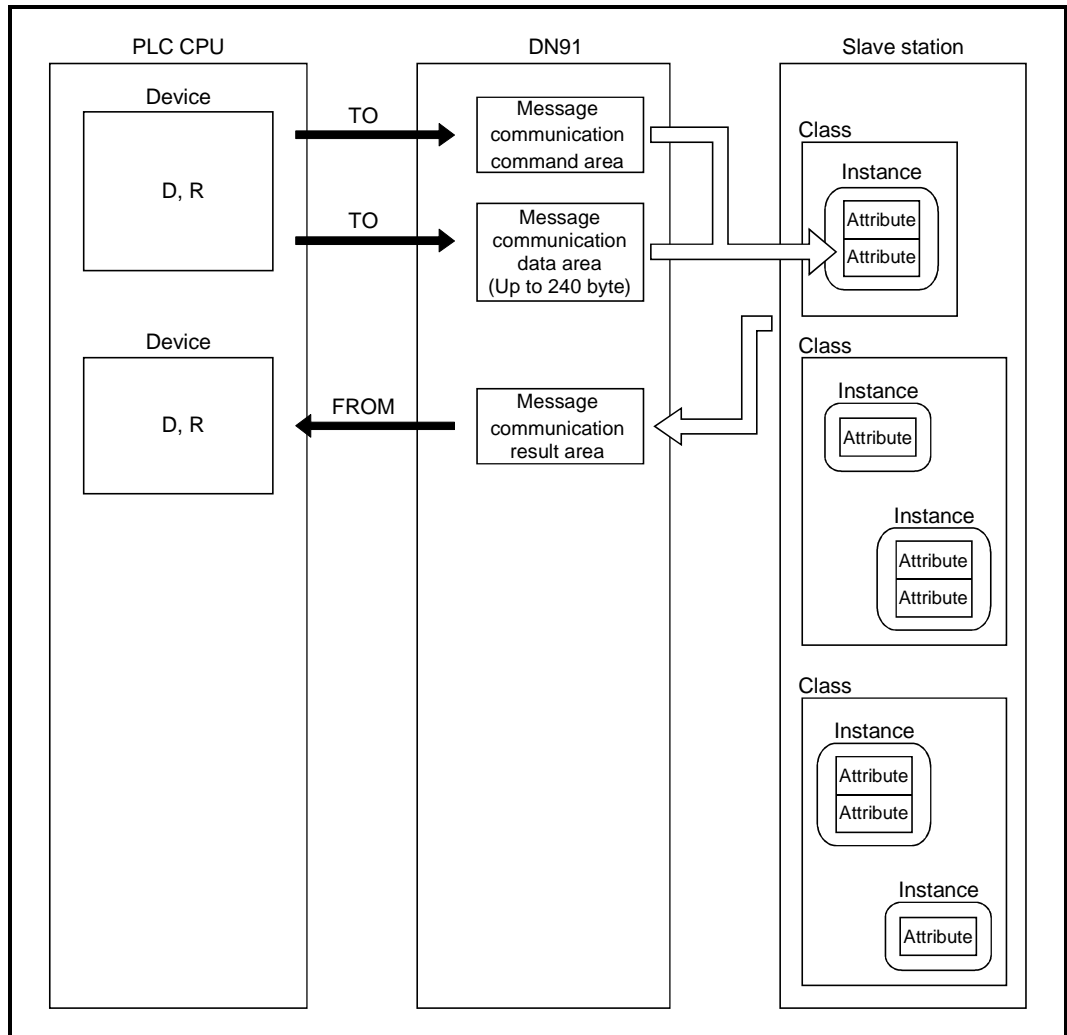 PLC CPU
Device
D, R
TO
TO
Device
D, R
FROM
DN91
Message
communication
command area
Message
communication
data area
(Up to 240 byte)
Message
communication
result area
Slave station
Class
Instance
Attribute
Attribute
Class
Instance
Attribute
Instance
Attribute
Attribute
Class
Instance
Attribute
Attribute
Instance
Attribute